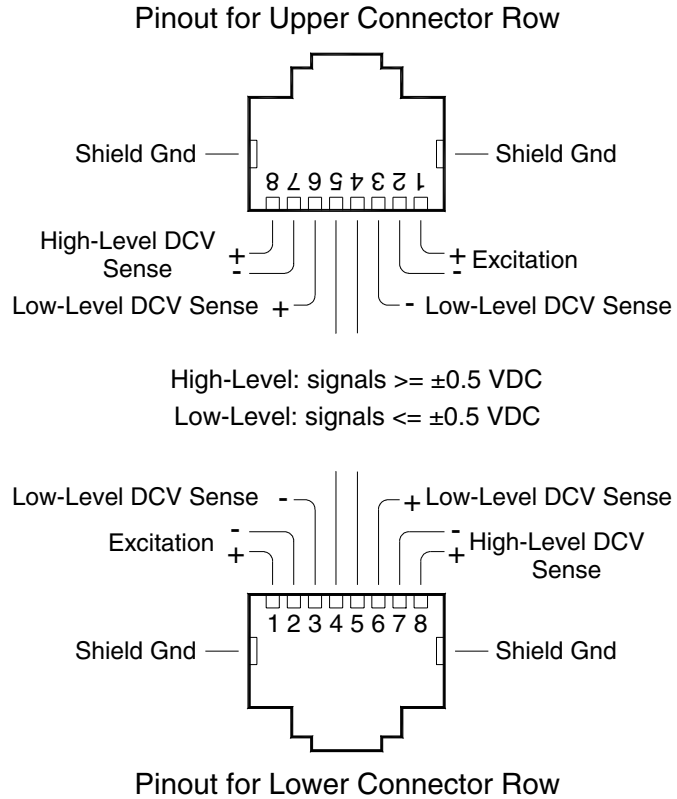 Pinout for Upper Connector Row
Shield Gnd
Shield Gnd
8 7 6 5 4 3 2 1
High-Level DCV
Sense
+
-
+
-
Excitation
Low-Level DCV Sense +
- Low-Level DCV Sense
High-Level: signals >= ±0.5 VDC
Low-Level: signals <= ±0.5 VDC
Low-Level DCV Sense -
+ Low-Level DCV Sense
Excitation
-
+
-
+
High-Level DCV
Sense
1 2 3 4 5 6 7 8
Shield Gnd
Shield Gnd
Pinout for Lower Connector Row